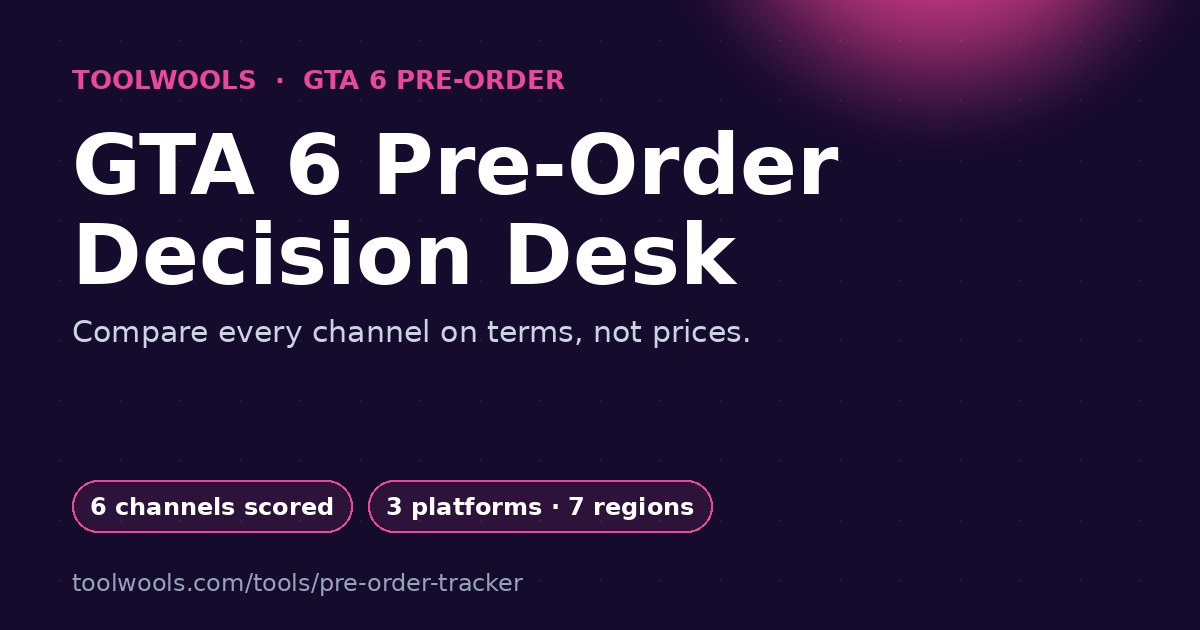 TOOLWOOLS · GTA 6 PRE-ORDER
GTA 6 Pre-Order
Decision Desk
Compare every channel on terms, not prices.
6 channels scored
3 platforms · 7 regions
toolwools.com/tools/pre-order-tracker